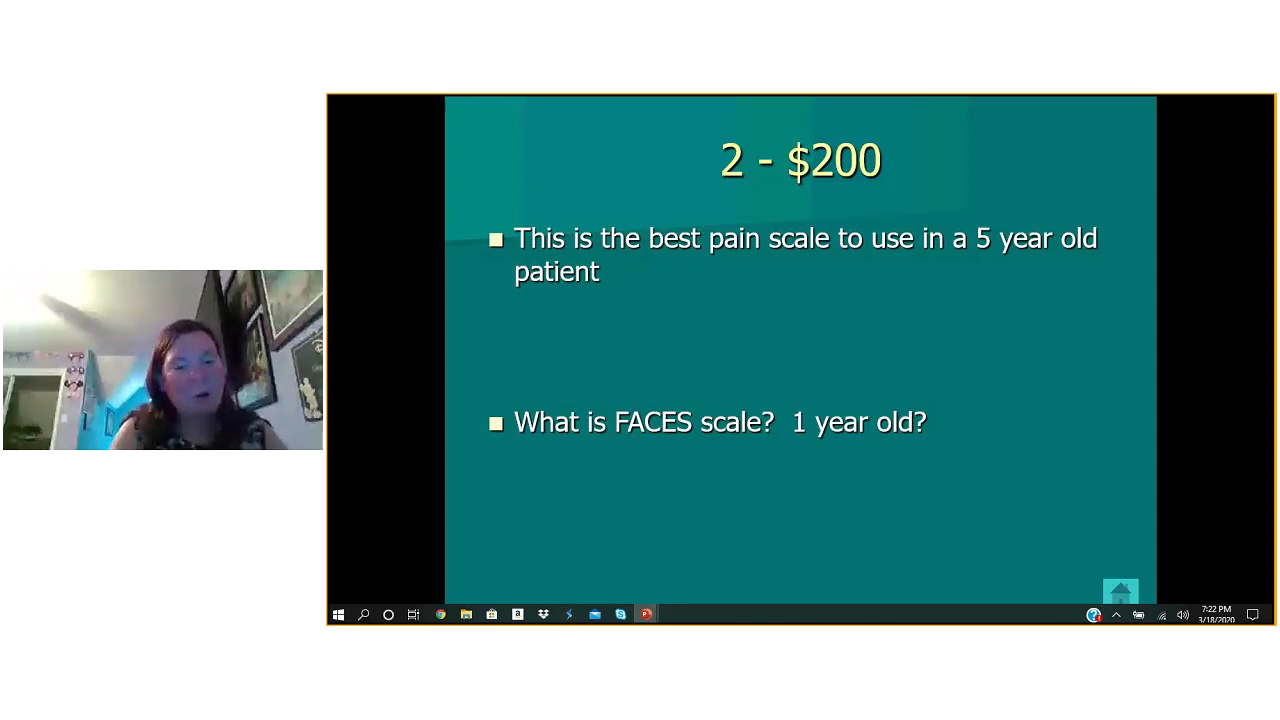 2 - $200
This is the best pain scale to use in a 5 year old
patient
What is FACES scale?  1 year old?
7:22 PM
3/18/2020